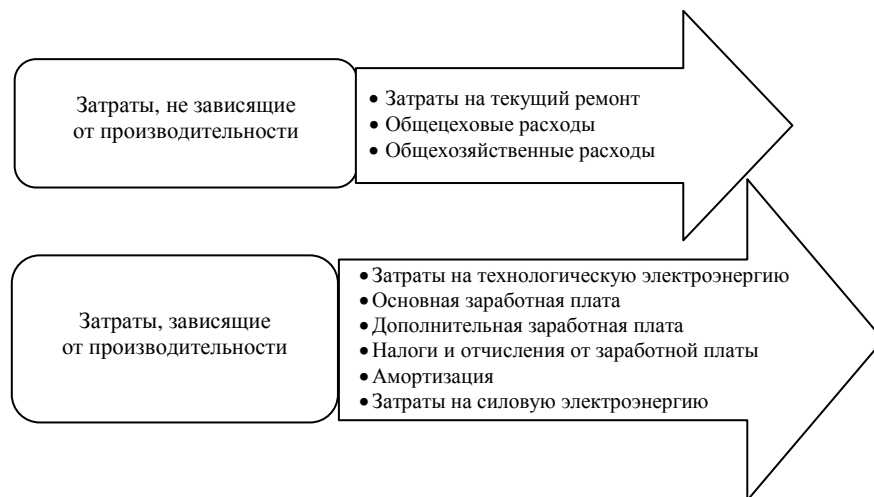 Затраты, не зависящие
от производительности
• Затраты на текущий ремонт
• Общецеховые расходы
• Общехозяйственные расходы
Затраты, зависящие
от производительности
• Затраты на технологическую электроэнергию
• Основная заработная плата
• Дополнительная заработная плата
• Налоги и отчисления от заработной платы
• Амортизация
• Затраты на силовую электроэнергию